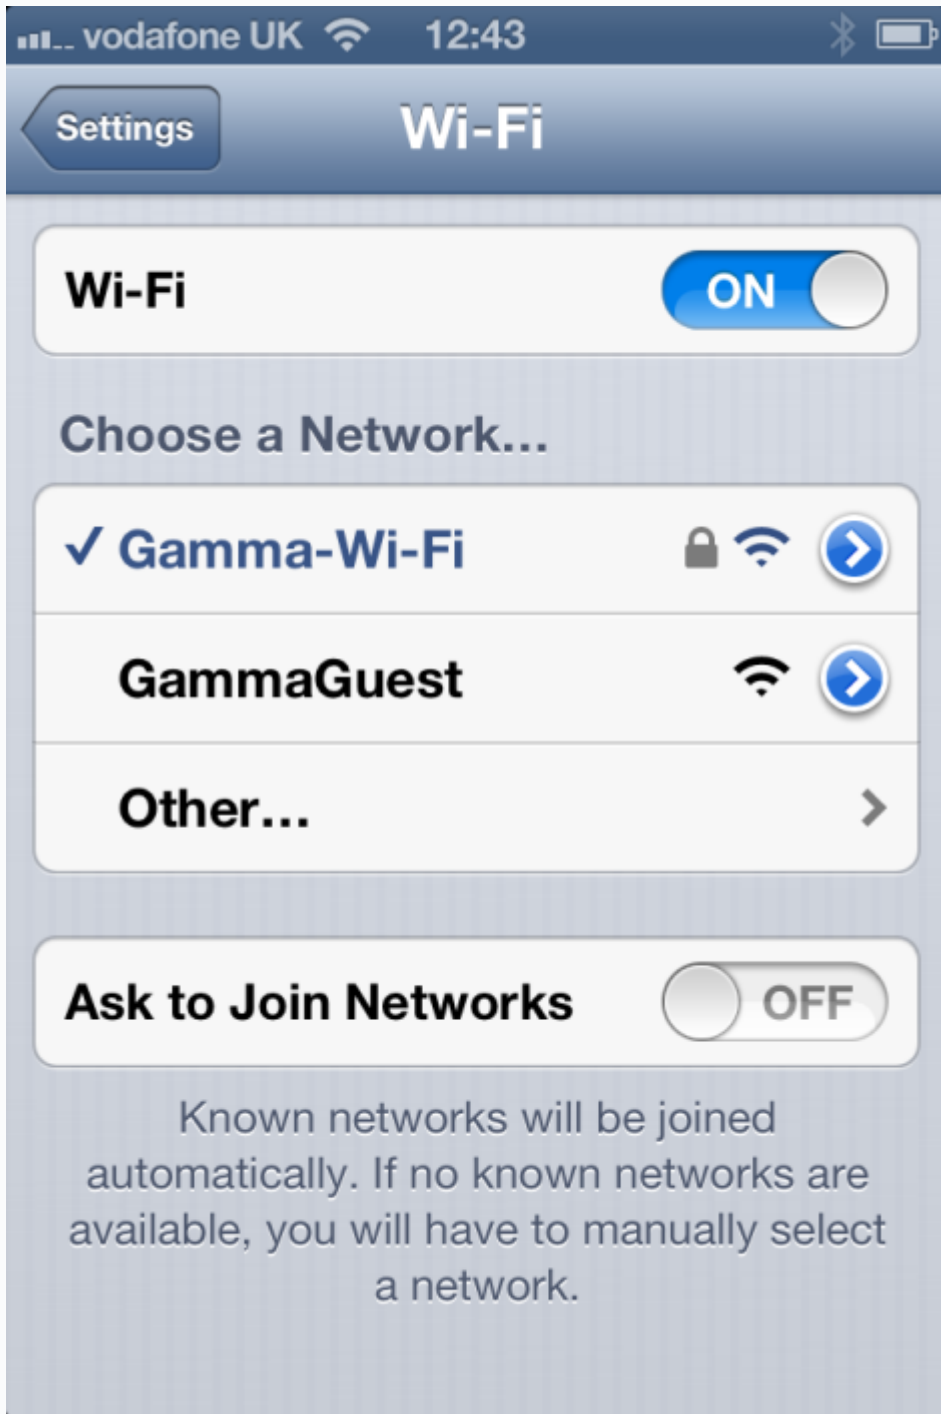 vodafone UK 12:43
Settings Wi-Fi
Wi-Fi ON
Choose a Network...
Gamma-Wi-Fi
GammaGuest
Other...
Ask to Join Networks OFF
Known networks will be joined
automatically. If no known networks are
available, you will have to manually select
a network.